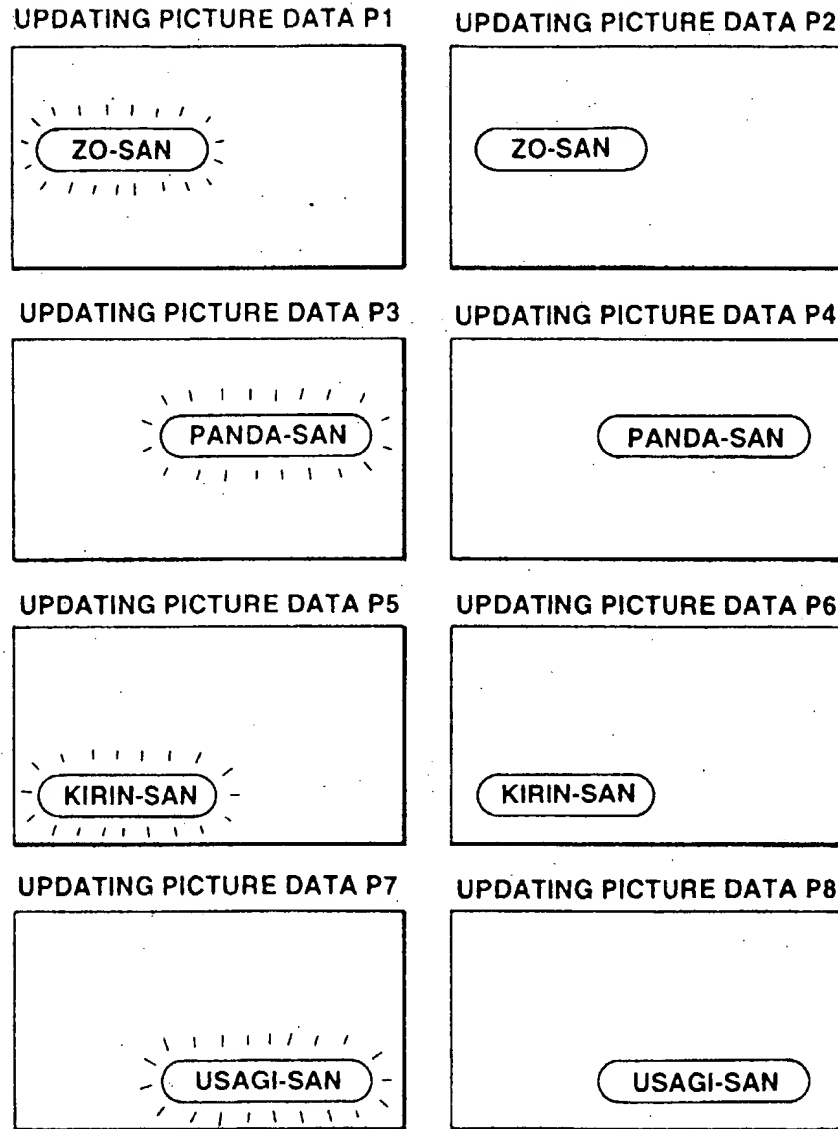 UPDATING PICTURE DATA P1
UPDATING PICTURE DATA P2
ZO-SAN
ZO-SAN
UPDATING PICTURE DATA P3
UPDATING PICTURE DATA P4
PANDA-SAN
PANDA-SAN
UPDATING PICTURE DATA P5
UPDATING PICTURE DATA P6
KIRIN-SAN
KIRIN-SAN
UPDATING PICTURE DATA P7
UPDATING PICTURE DATA P8
USAGI-SAN
USAGI-SAN